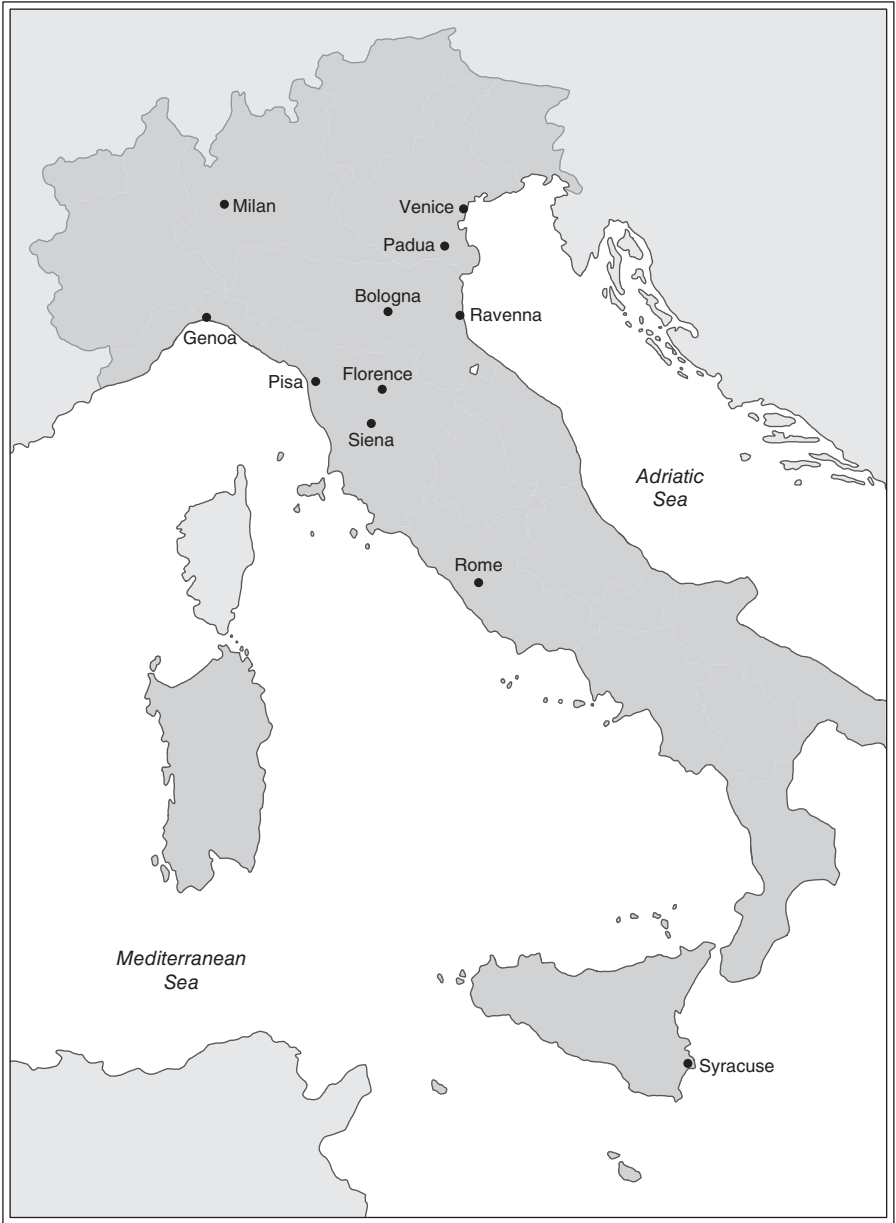 Milan
Venice
Padua
Bologna
Ravenna
Genoa
Pisa
Florence
Siena
Adriatic
Sea
Rome
Mediterranean
Sea
Syracuse